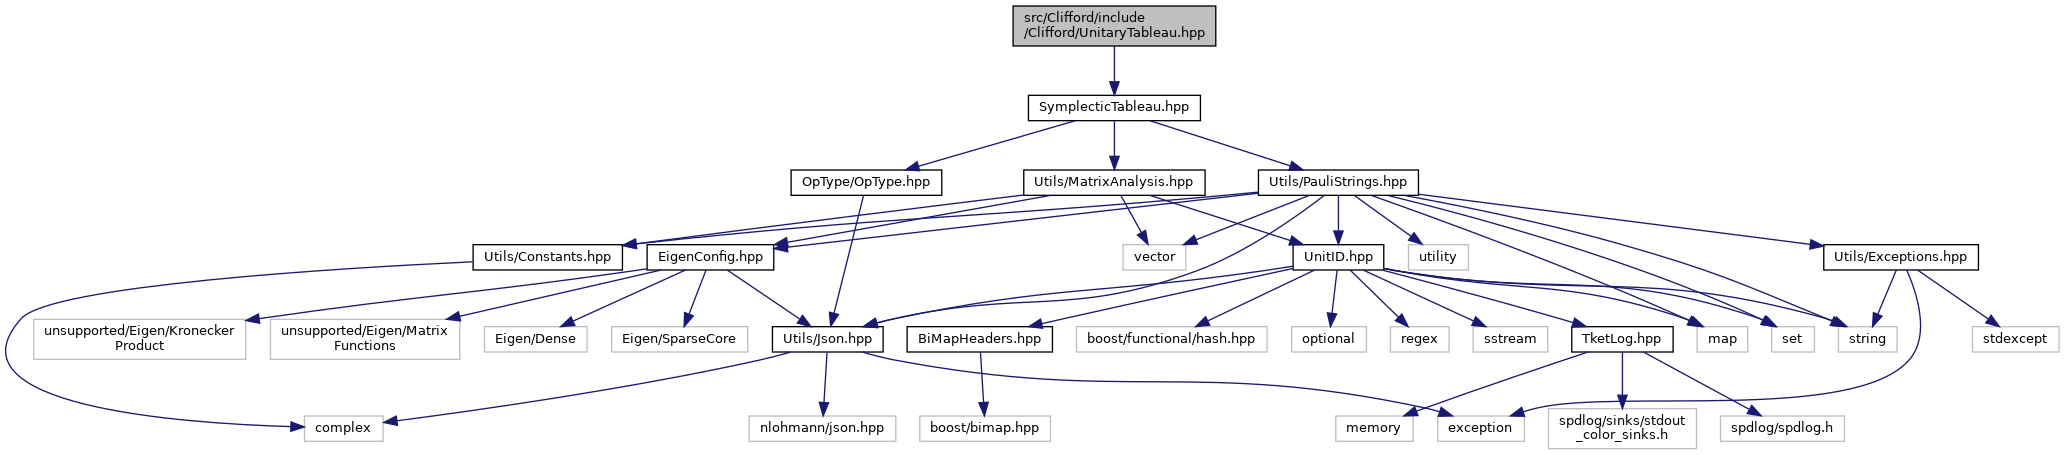 src/Clifford/include
/Clifford/UnitaryTableau.hpp
SymplecticTableau.hpp
OpType/OpType.hpp
Utils/MatrixAnalysis.hpp
Utils/PauliStrings.hpp
Utils/Constants.hpp
EigenConfig.hpp
vector
UnitID.hpp
utility
Utils/Exceptions.hpp
unsupported/Eigen/Kronecker
Product
unsupported/Eigen/Matrix
Functions
Eigen/Dense
Eigen/SparseCore
Utils/Json.hpp
BiMapHeaders.hpp
boost/functional/hash.hpp
optional
regex
sstream
TketLog.hpp
map
set
string
stdexcept
complex
nlohmann/json.hpp
boost/bimap.hpp
memory
exception
spdlog/sinks/stdout
_color_sinks.h
spdlog/spdlog.h